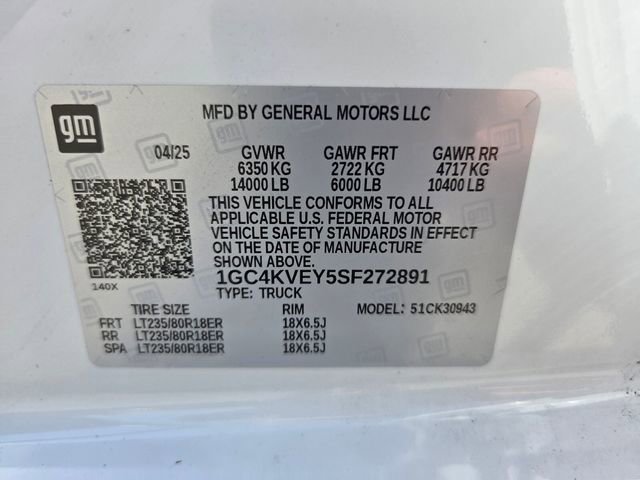 gm
MFD BY GENERAL MOTORS LLC
04/25 GVWR GAWR FRT GAWR RR
6350 KG 2722 KG 4717 KG
14000 LB 6000 LB 10400 LB
THIS VEHICLE CONFORMS TO ALL
APPLICABLE U.S. FEDERAL MOTOR
VEHICLE SAFETY STANDARDS IN EFFECT
ON THE DATE OF MANUFACTURE
SHOWN ABOVE.
140X
1GC4KVEY5SF272891
TYPE: TRUCK MODEL: 51CK30943
TIRE SIZE RIM
FRT LT235/80R18ER 18X6.5J
RR LT235/80R18ER 18X6.5J
SPA LT235/80R18ER 18X6.5J